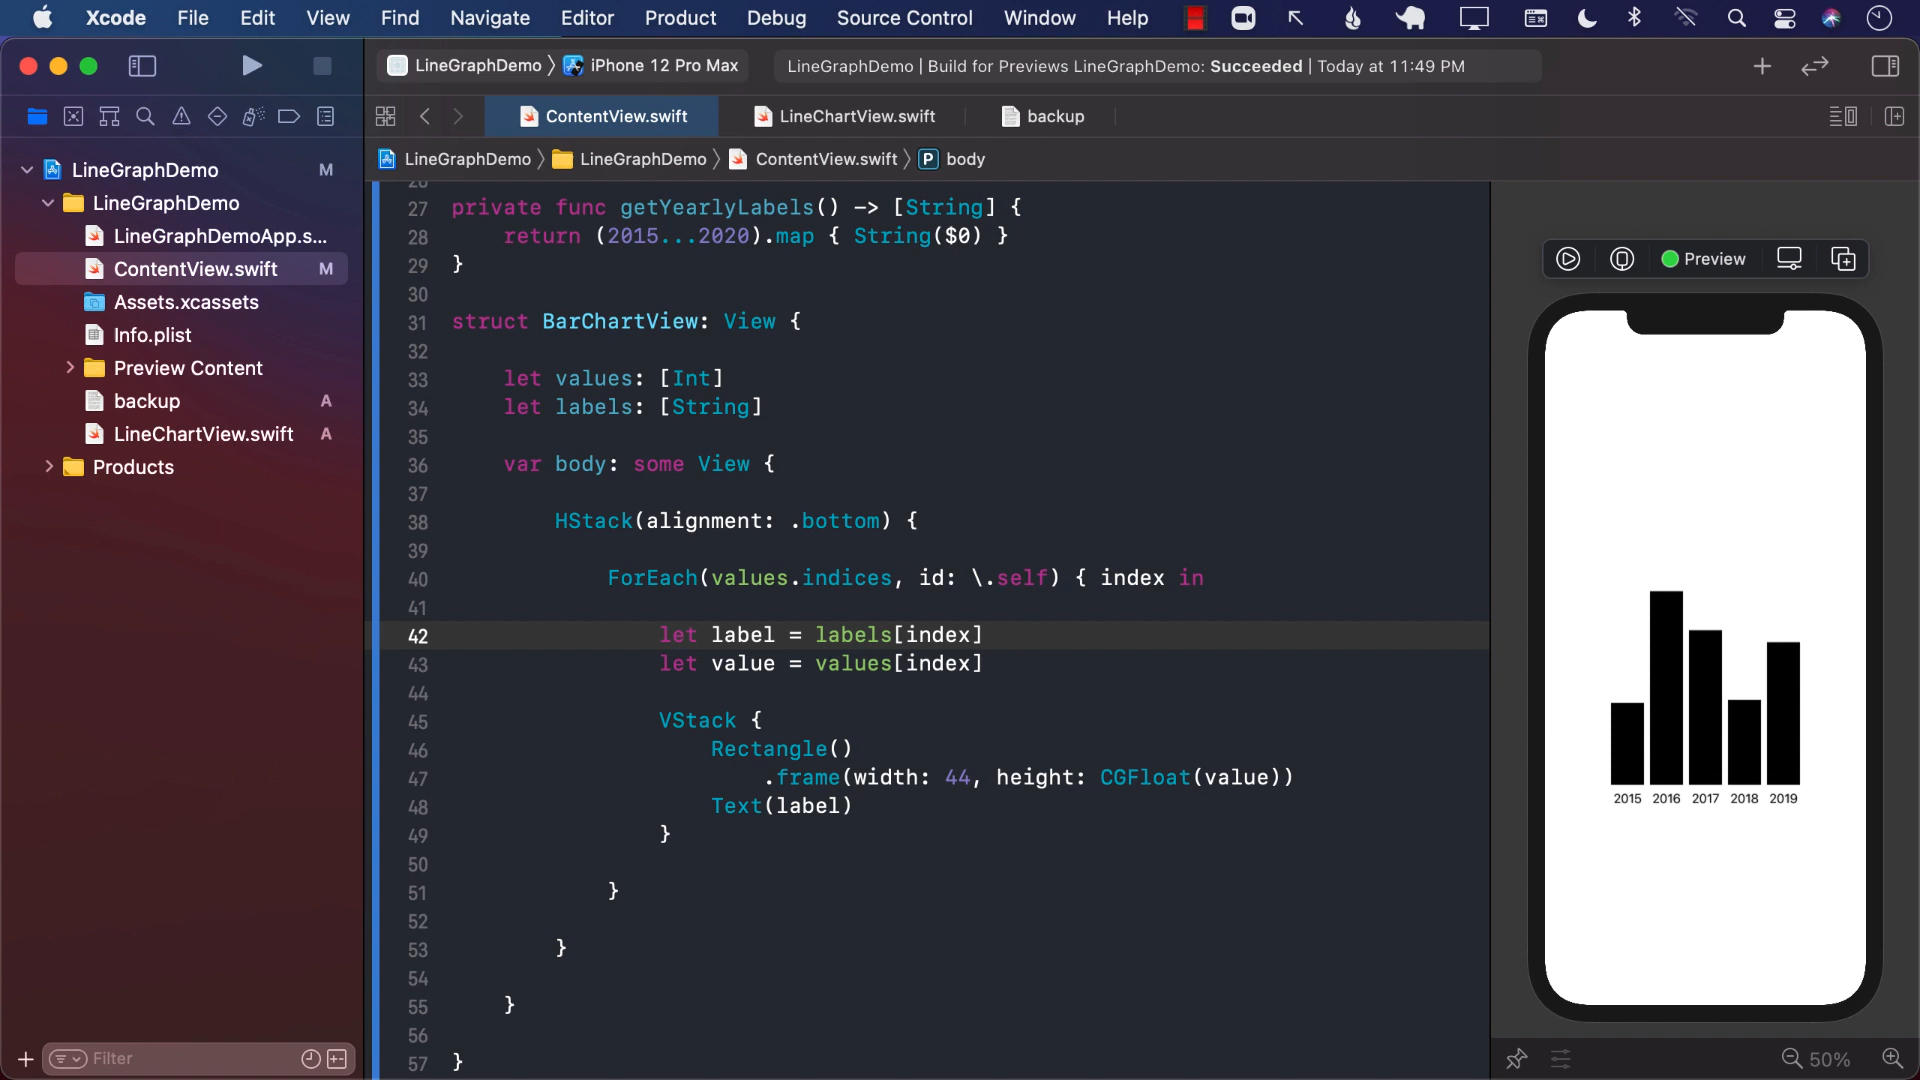 Xcode File Edit View Find Navigate Editor Product Debug Source Control Window Help
LineGraphDemo 〉 iPhone 12 Pro Max
LineGraphDemo | Build for Previews LineGraphDemo: Succeeded | Today at 11:49 PM
ContentView.swift
LineChartView.swift
backup
LineGraphDemo 〉 LineGraphDemo 〉 ContentView.swift 〉 P body
LineGraphDemo M
LineGraphDemo
LineGraphDemoApp.s...
ContentView.swift M
Assets.xcassets
Info.plist
Preview Content
backup A
LineChartView.swift A
Products
Filter
27 private func getYearlyLabels() -> [String] {
28 return (2015...2020).map { String($0) }
29 }
30
31 struct BarChartView: View {
32
33 let values: [Int]
34 let labels: [String]
35
36 var body: some View {
37
38 HStack(alignment: .bottom) {
39
40 ForEach(values.indices, id: \.self) { index in
41
42 let label = labels[index]
43 let value = values[index]
44
45 VStack {
46 Rectangle()
47 .frame(width: 44, height: CGFloat(value))
48 Text(label)
49 }
50
51 }
52
53 }
54
55 }
56
57 }
Preview
2015 2016 2017 2018 2019
50%